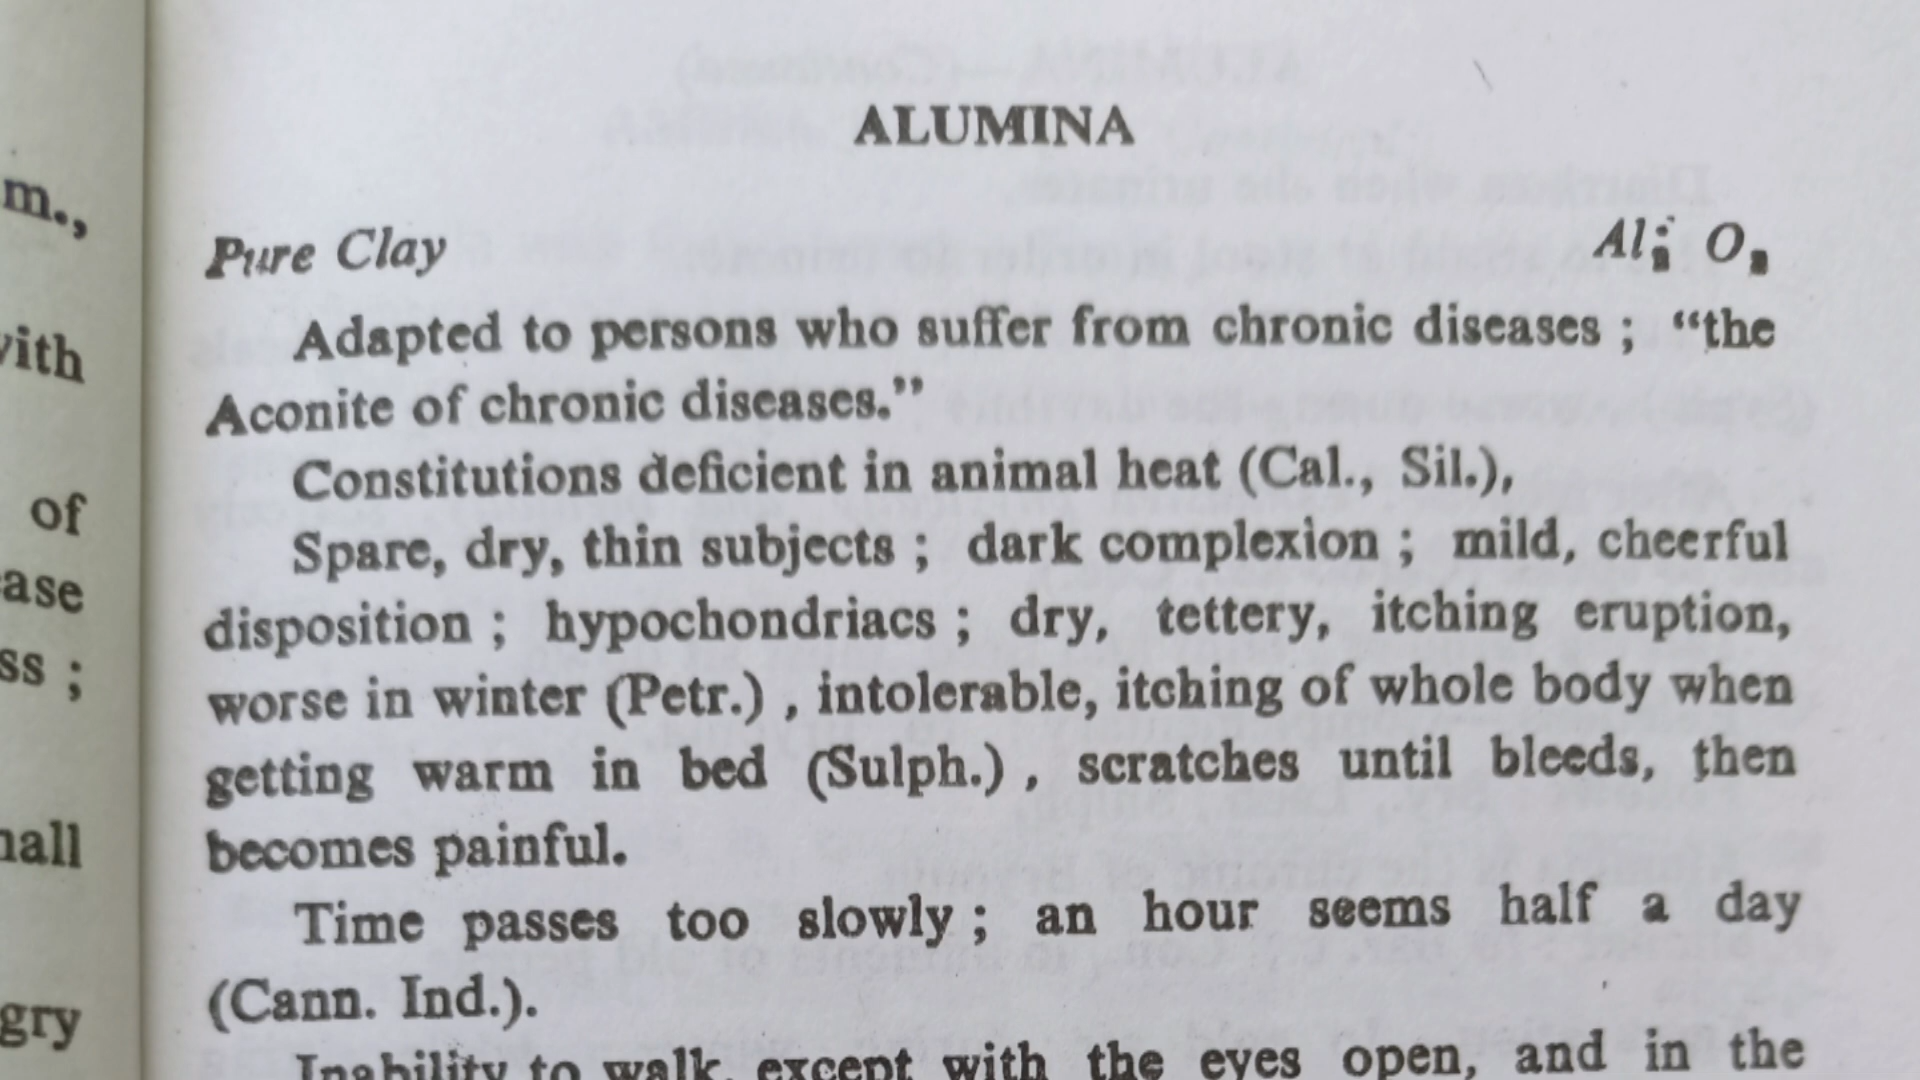 ALUMINA
Pure Clay Al₂ O₃
Adapted to persons who suffer from chronic diseases ; “the
Aconite of chronic diseases.”
Constitutions deficient in animal heat (Cal., Sil.),
Spare, dry, thin subjects ; dark complexion ; mild, cheerful
disposition ; hypochondriacs ; dry, tettery, itching eruption,
worse in winter (Petr.) , intolerable, itching of whole body when
getting warm in bed (Sulph.) , scratches until bleeds, then
becomes painful.
Time passes too slowly ; an hour seems half a day
(Cann. Ind.).
Inability to walk, except with the eyes open, and in the
m.,
of
gry